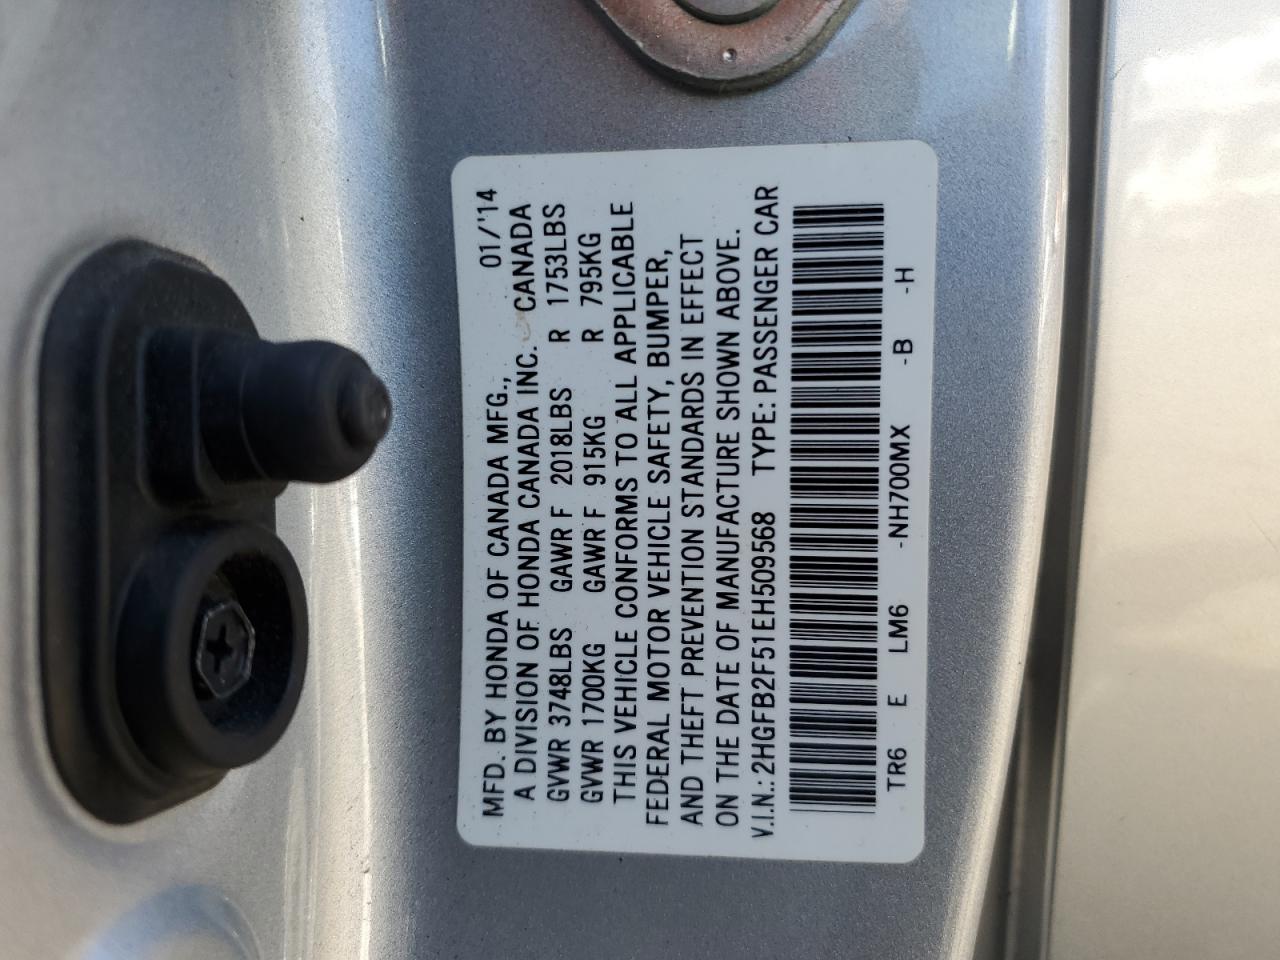 MFD. BY HONDA OF CANADA MFG., 01/'14
A DIVISION OF HONDA CANADA INC. CANADA
GVWR 3748LBS GAWR F 2018LBS R 1753LBS
GVWR 1700KG GAWR F 915KG R 795KG
THIS VEHICLE CONFORMS TO ALL APPLICABLE
FEDERAL MOTOR VEHICLE SAFETY, BUMPER,
AND THEFT PREVENTION STANDARDS IN EFFECT
ON THE DATE OF MANUFACTURE SHOWN ABOVE.
V.I.N.: 2HGFB2F51EH509568 TYPE: PASSENGER CAR
TR6 E LM6 -NH700MX -B -H